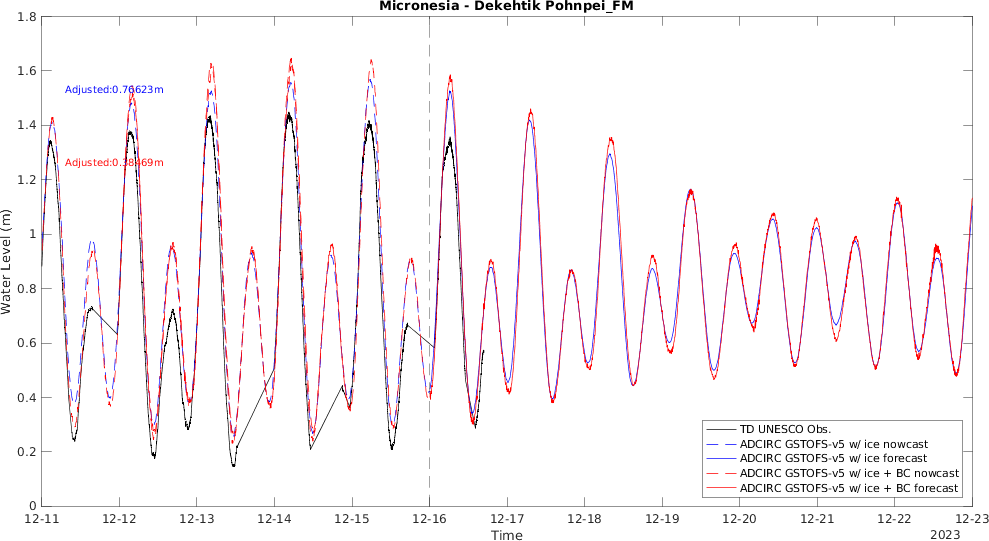 Micronesia - Dekehtik Pohnpei_FM
1.8
1.6
1.4
1.2
1
0.8
0.6
0.4
0.2
0
Water Level (m)
Adjusted:0.76623m
Adjusted:0.38469m
TD UNESCO Obs.
ADCIRC GSTOFS-v5 w/ ice nowcast
ADCIRC GSTOFS-v5 w/ ice forecast
ADCIRC GSTOFS-v5 w/ ice + BC nowcast
ADCIRC GSTOFS-v5 w/ ice + BC forecast
12-11 12-12 12-13 12-14 12-15 12-16 12-17 12-18 12-19 12-20 12-21 12-22 12-23
Time
2023